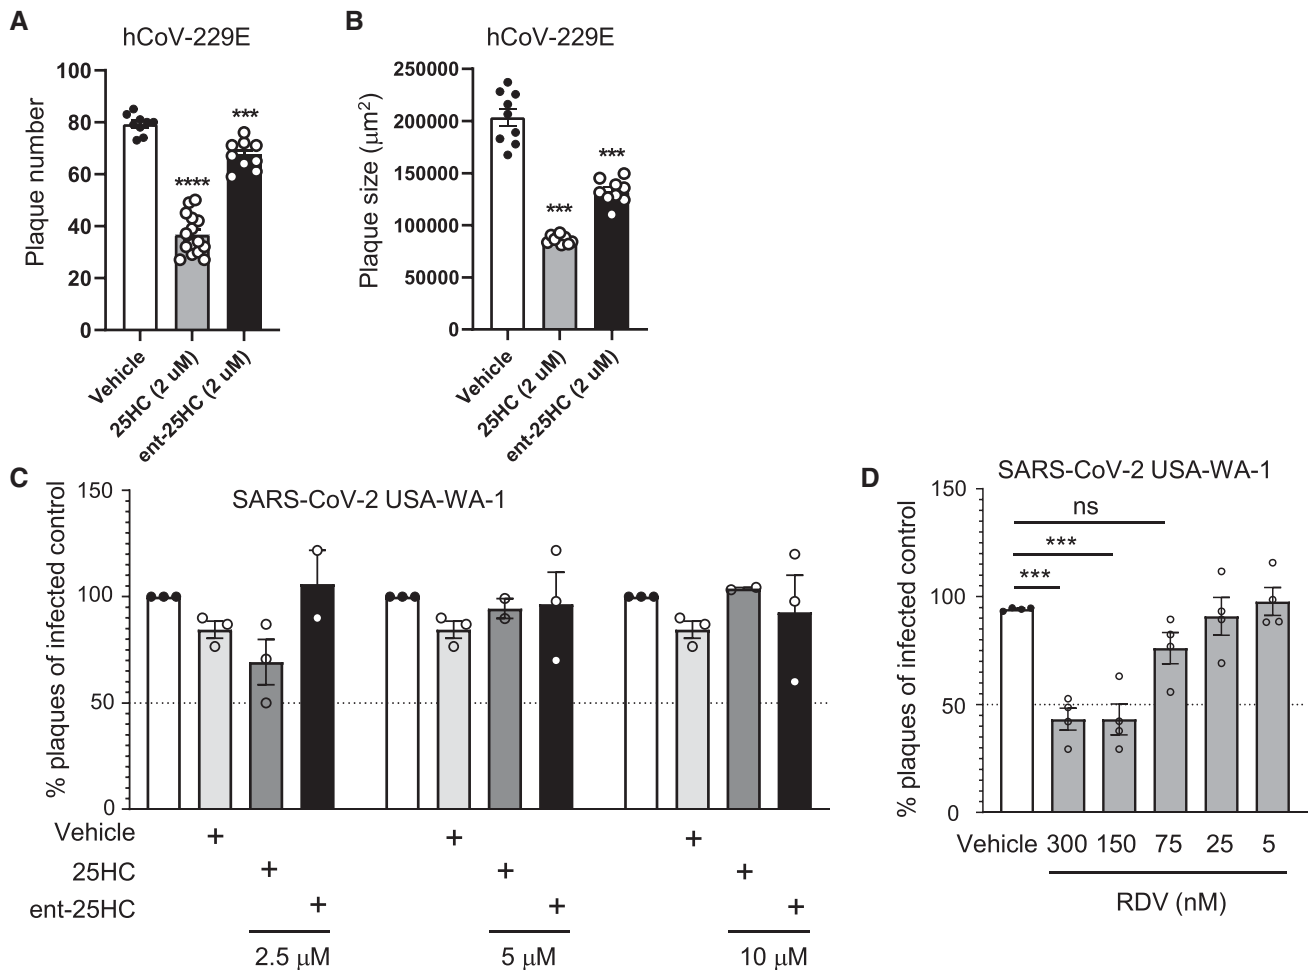 A
hCoV-229E
Plaque number
100
80
60
40
20
0
****
***
Vehicle
25HC (2 uM)
ent-25HC (2 uM)
B
hCoV-229E
Plaque size (μm²)
250000
200000
150000
100000
50000
0
***
***
Vehicle
25HC (2 uM)
ent-25HC (2 uM)
C
SARS-CoV-2 USA-WA-1
% plaques of infected control
150
100
50
0
Vehicle + + +
25HC + + +
ent-25HC + + +
2.5 μM 5 μM 10 μM
D
SARS-CoV-2 USA-WA-1
% plaques of infected control
150
100
50
0
ns
***
***
Vehicle 300 150 75 25 5
RDV (nM)